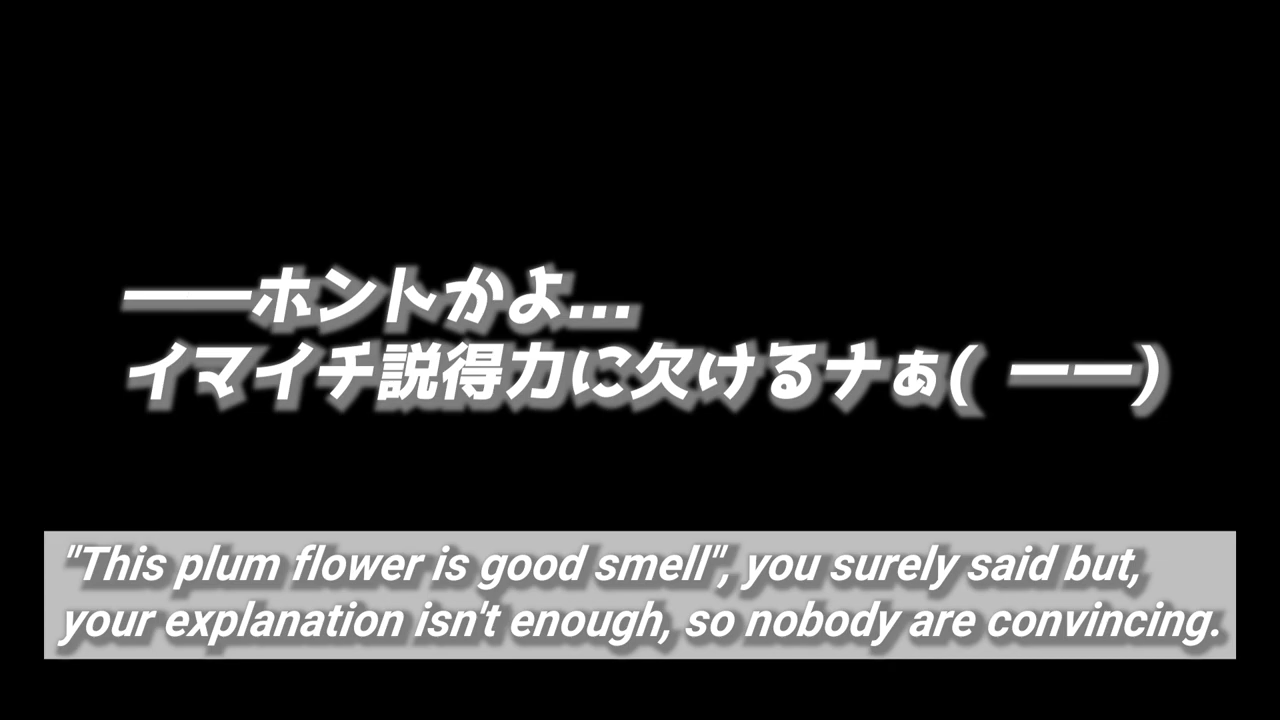 ――ホントかよ...
イマイチ説得力に欠けるナぁ( ーー)
"This plum flower is good smell", you surely said but,
your explanation isn't enough, so nobody are convincing.